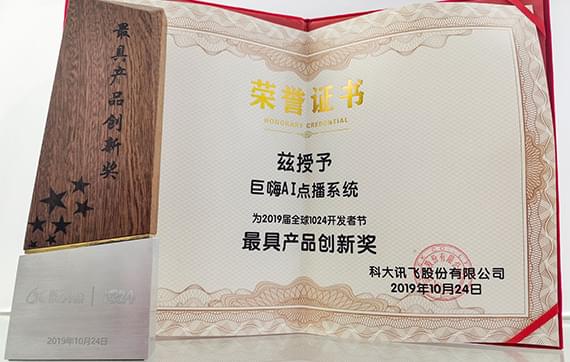 最具产品创新奖
2019年10月24日
荣誉证书
HONORARY CREDENTIAL
兹授予
巨嗨AI点播系统
为2019届全球1024开发者节
最具产品创新奖
科大讯飞股份有限公司
2019年10月24日